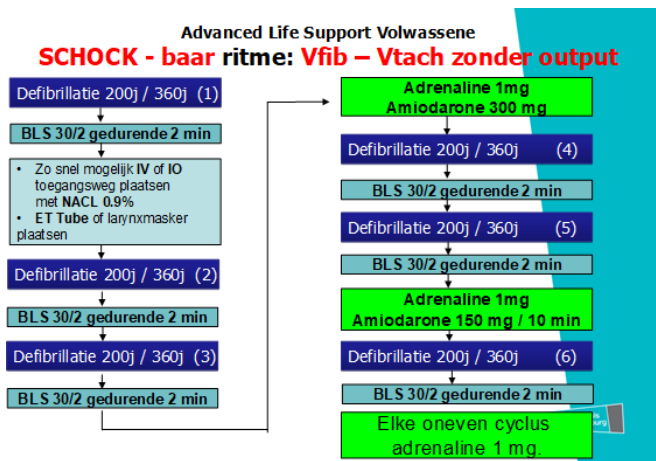 Advanced Life Support Volwassene
SCHOCK - baar ritme: Vfib – Vtach zonder output
Defibrillatie 200j / 360j (1)
BLS 30/2 gedurende 2 min
• Zo snel mogelijk IV of IO
toegangsweg plaatsen
met NACL 0.9%
• ET Tube of larynxmasker
plaatsen
Defibrillatie 200j / 360j (2)
BLS 30/2 gedurende 2 min
Defibrillatie 200j / 360j (3)
BLS 30/2 gedurende 2 min
Adrenaline 1mg
Amiodarone 300 mg
Defibrillatie 200j / 360j (4)
BLS 30/2 gedurende 2 min
Defibrillatie 200j / 360j (5)
BLS 30/2 gedurende 2 min
Adrenaline 1mg
Amiodarone 150 mg / 10 min
Defibrillatie 200j / 360j (6)
BLS 30/2 gedurende 2 min
Elke oneven cyclus
adrenaline 1 mg.